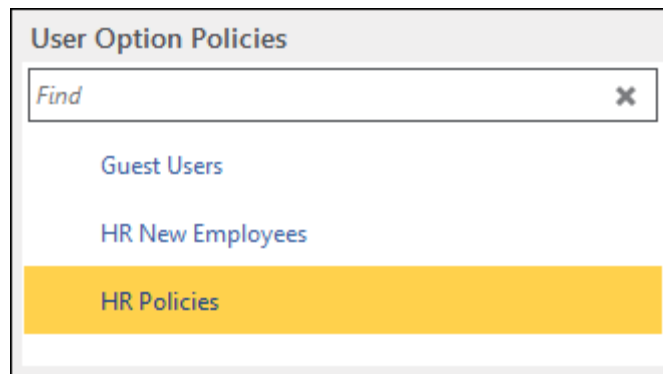 User Option Policies
Find
Guest Users
HR New Employees
HR Policies